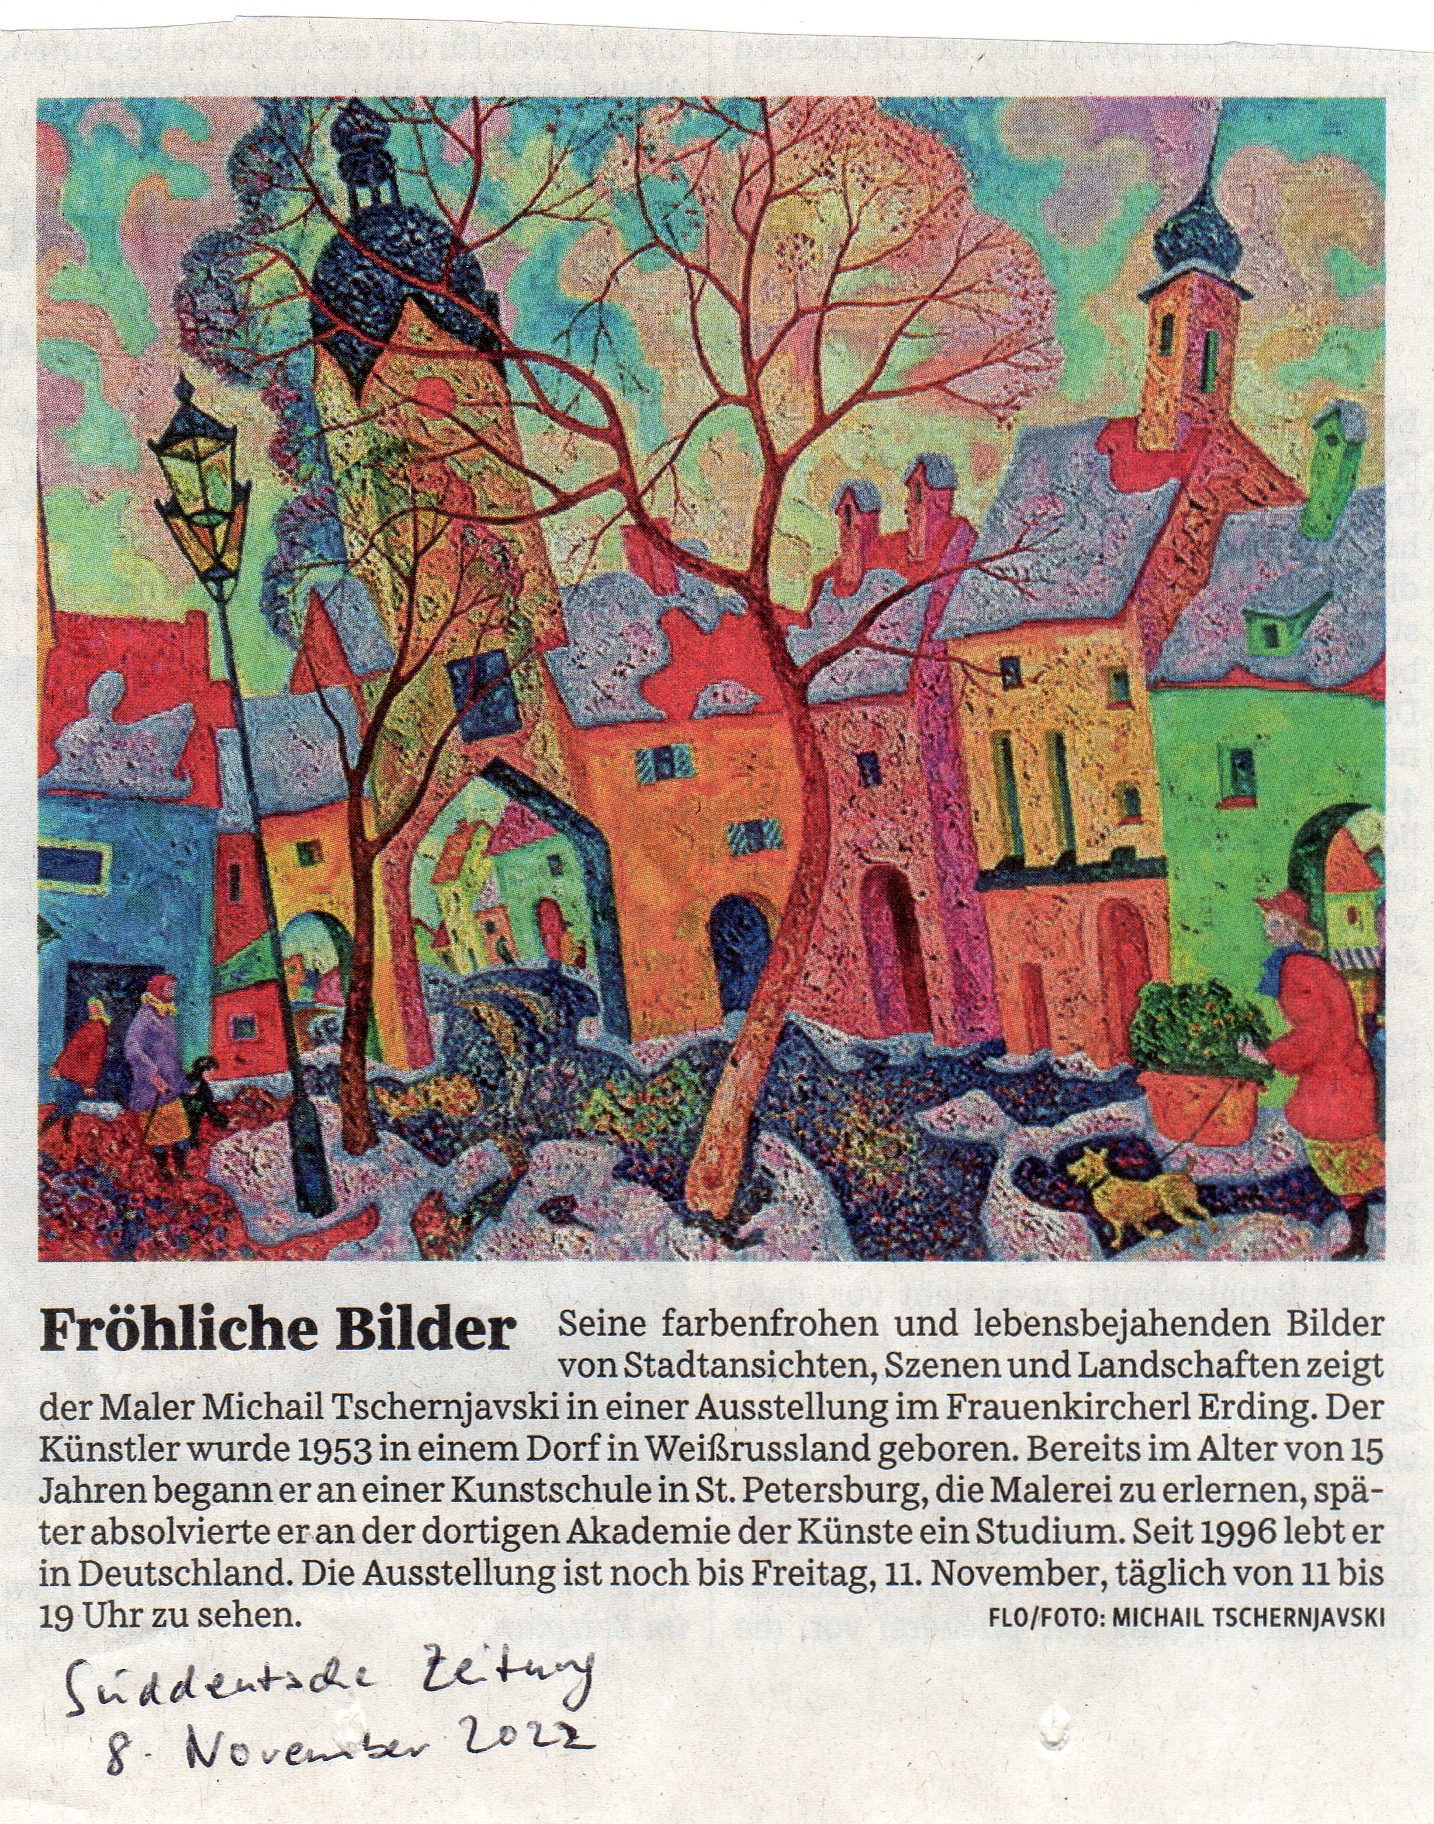 Fröhliche Bilder
Seine farbenfrohen und lebensbejahenden Bilder
von Stadtansichten, Szenen und Landschaften zeigt
der Maler Michail Tschernjavski in einer Ausstellung im Frauenkircherl Erding. Der
Künstler wurde 1953 in einem Dorf in Weißrussland geboren. Bereits im Alter von 15
Jahren begann er an einer Kunstschule in St. Petersburg, die Malerei zu erlernen, spä-
ter absolvierte er an der dortigen Akademie der Künste ein Studium. Seit 1996 lebt er
in Deutschland. Die Ausstellung ist noch bis Freitag, 11. November, täglich von 11 bis
19 Uhr zu sehen.
FLO/FOTO: MICHAIL TSCHERNJAVSKI
Süddeutsche Zeitung
8. November 2022